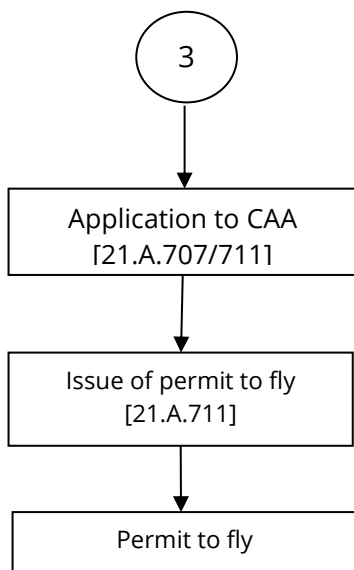 3
Application to CAA
[21.A.707/711]
Issue of permit to fly
[21.A.711]
Permit to fly